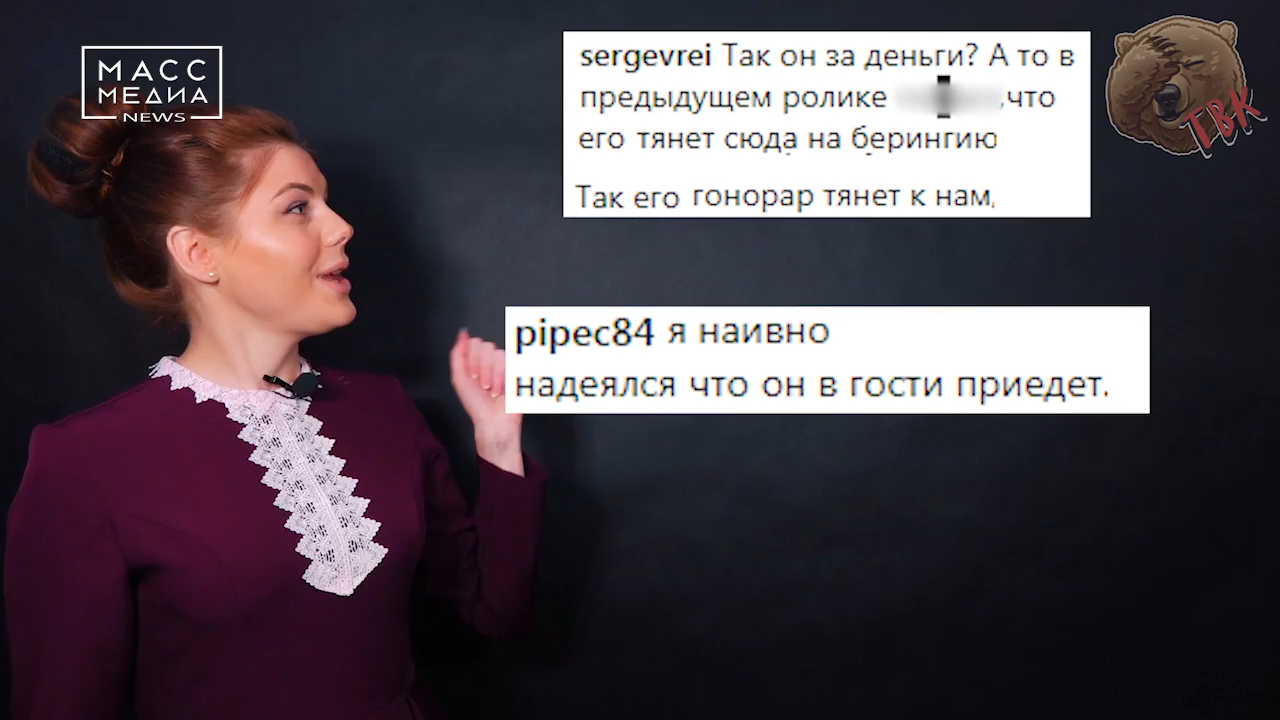 МАСС
МЕДИА
NEWS
sergevrei Так он за деньги? А то в
предыдущем ролике ,что
его тянет сюда на берингию
Так его гонорар тянет к нам,
ТВК
pipec84 я наивно
надеялся что он в гости приедет.